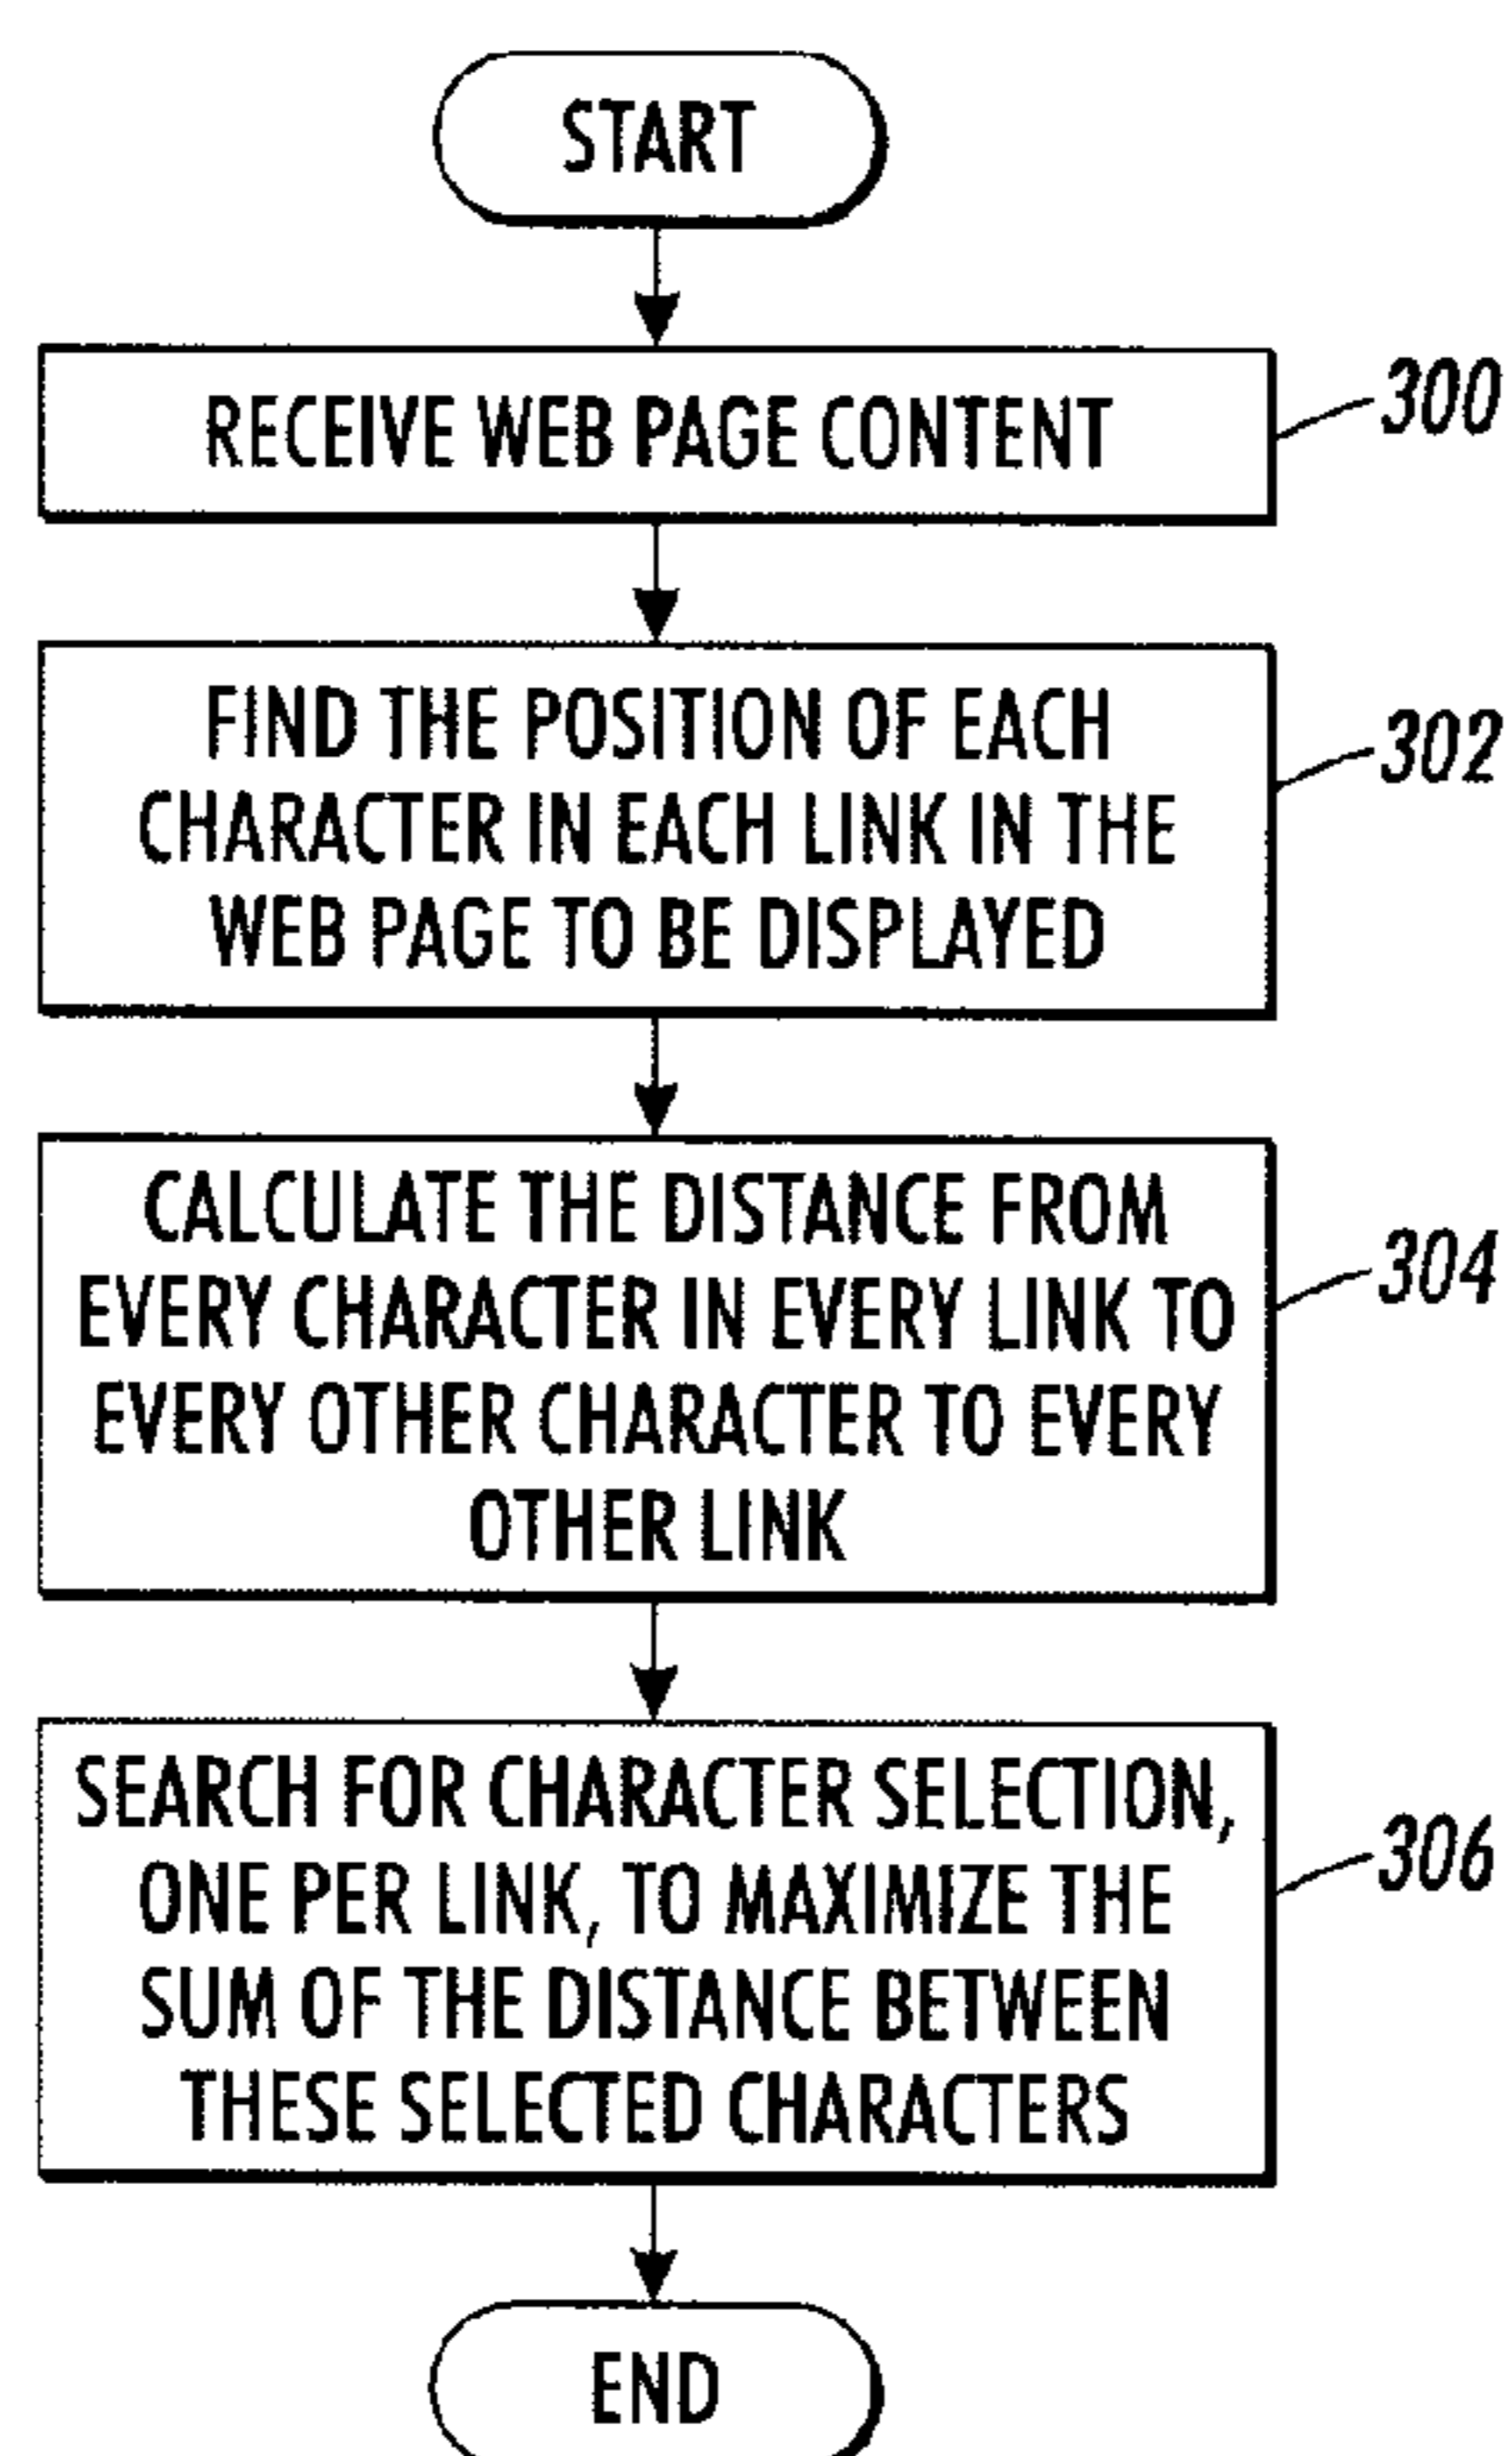 START
RECEIVE WEB PAGE CONTENT
300
FIND THE POSITION OF EACH
CHARACTER IN EACH LINK IN THE
WEB PAGE TO BE DISPLAYED
302
CALCULATE THE DISTANCE FROM
EVERY CHARACTER IN EVERY LINK TO
EVERY OTHER CHARACTER TO EVERY
OTHER LINK
304
SEARCH FOR CHARACTER SELECTION,
ONE PER LINK, TO MAXIMIZE THE
SUM OF THE DISTANCE BETWEEN
THESE SELECTED CHARACTERS
306
END